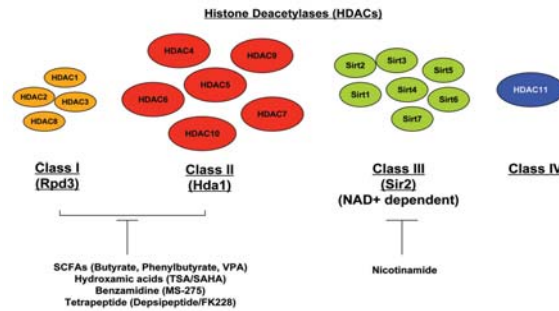 Histone Deacetylases (HDACs)
HDAC1
HDAC2
HDAC3
HDAC8
HDAC4
HDAC9
HDAC5
HDAC6
HDAC7
HDAC10
Sirt2
Sirt3
Sirt5
Sirt1
Sirt4
Sirt6
Sirt7
HDAC11
Class I
(Rpd3)
Class II
(Hda1)
Class III
(Sir2)
(NAD+ dependent)
Class IV
SCFAs (Butyrate, Phenylbutyrate, VPA)
Hydroxamic acids (TSA/SAHA)
Benzamidine (MS-275)
Tetrapeptide (Depsipeptide/FK228)
Nicotinamide